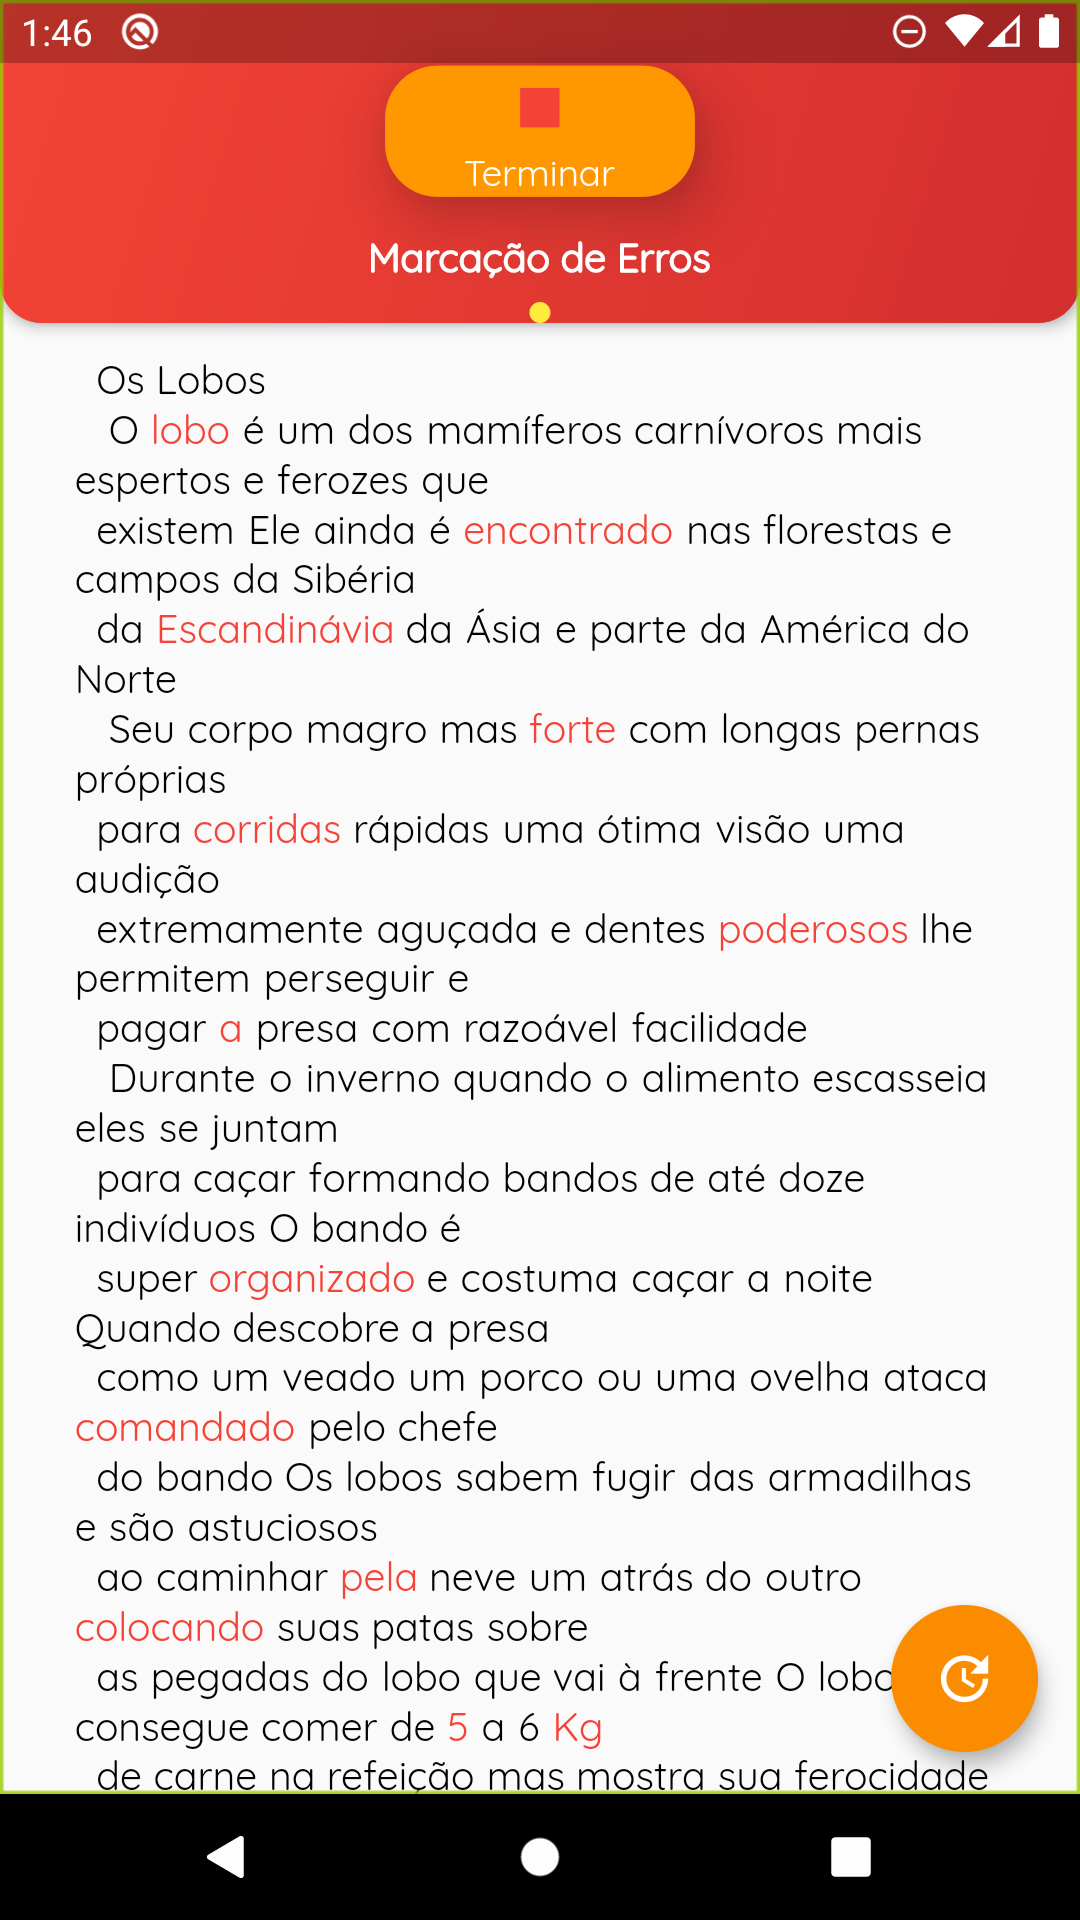 1:46
Terminar
Marcação de Erros
Os Lobos
O lobo é um dos mamíferos carnívoros mais
espertos e ferozes que
existem Ele ainda é encontrado nas florestas e
campos da Sibéria
da Escandinávia da Ásia e parte da América do
Norte
Seu corpo magro mas forte com longas pernas
próprias
para corridas rápidas uma ótima visão uma
audição
extremamente aguçada e dentes poderosos lhe
permitem perseguir e
pagar a presa com razoável facilidade
Durante o inverno quando o alimento escasseia
eles se juntam
para caçar formando bandos de até doze
indivíduos O bando é
super organizado e costuma caçar a noite
Quando descobre a presa
como um veado um porco ou uma ovelha ataca
comandado pelo chefe
do bando Os lobos sabem fugir das armadilhas
e são astuciosos
ao caminhar pela neve um atrás do outro
colocando suas patas sobre
as pegadas do lobo que vai à frente O lobo
consegue comer de 5 a 6 Kg
de carne na refeição mas mostra sua ferocidade